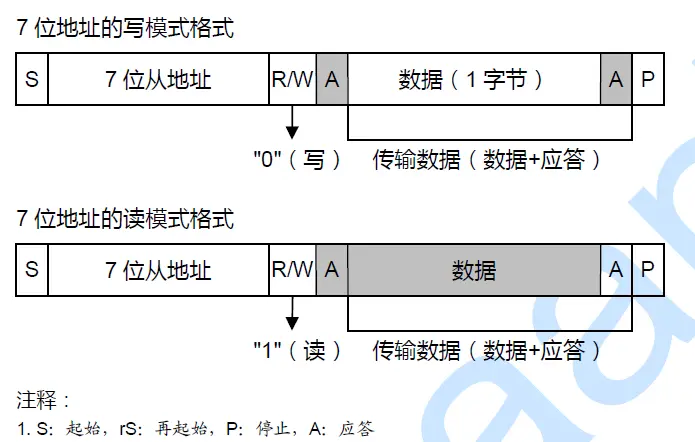 7 位地址的写模式格式
S 7 位从地址 R/W A 数据（1 字节） A P
"0"（写） 传输数据（数据+应答）
7 位地址的读模式格式
S 7 位从地址 R/W A 数据 A P
"1"（读） 传输数据（数据+应答）
注释：
1. S：起始，rS：再起始，P：停止，A：应答